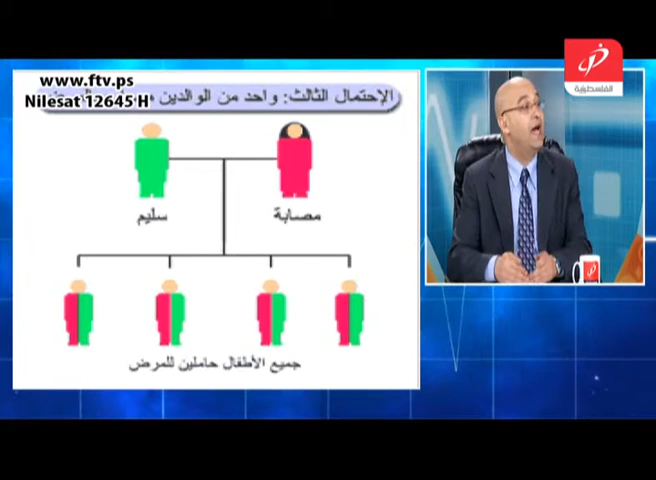 www.ftv.ps
Nilesat 12645 H
الإحتمال الثالث: واحد من الوالدين
سليم
مصابة
جميع الأطفال حاملين للمرض
الفلسطينية